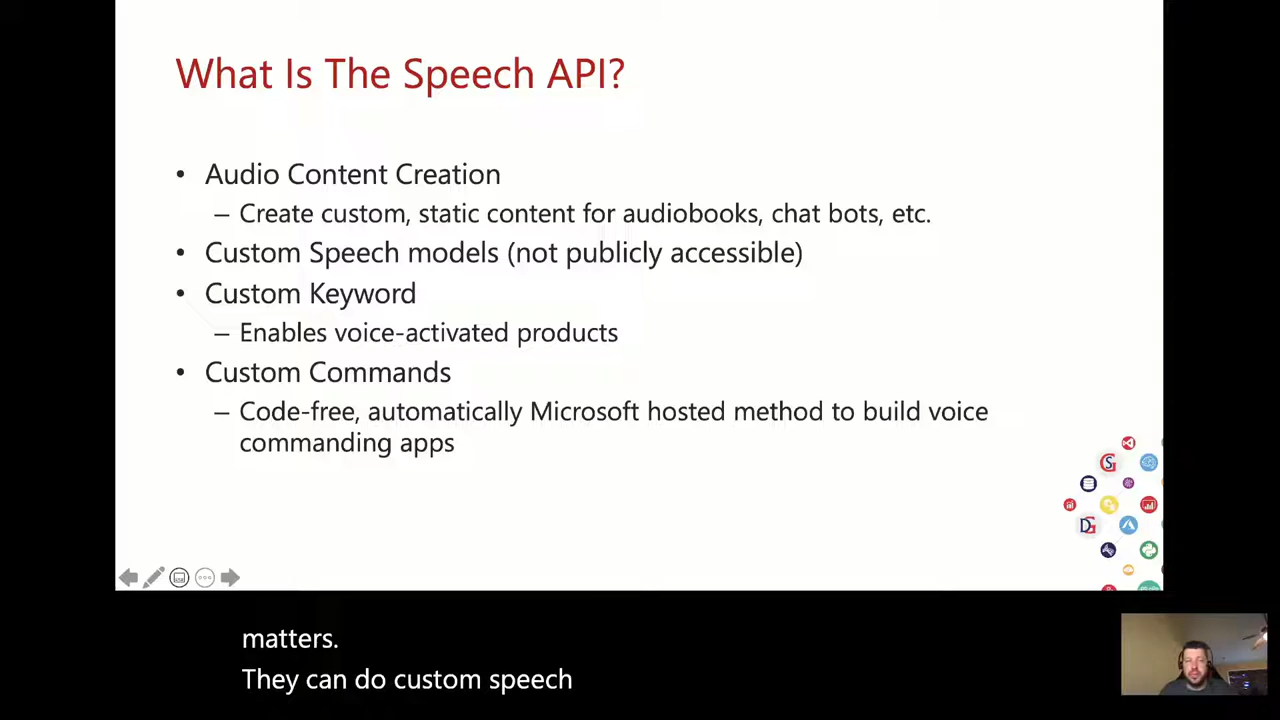 What Is The Speech API?
• Audio Content Creation
– Create custom, static content for audiobooks, chat bots, etc.
• Custom Speech models (not publicly accessible)
• Custom Keyword
– Enables voice-activated products
• Custom Commands
– Code-free, automatically Microsoft hosted method to build voice
commanding apps
matters.
They can do custom speech